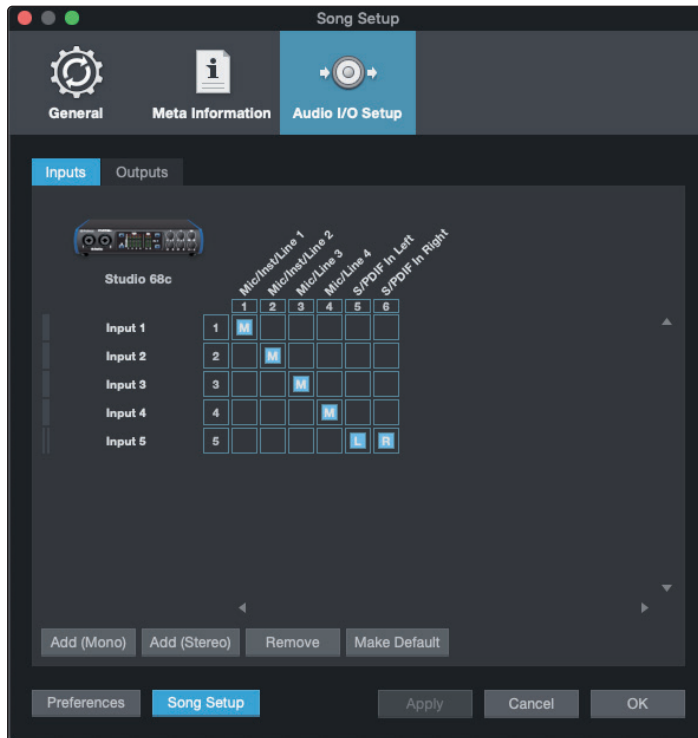 Song Setup
General Meta Information Audio I/O Setup
Inputs Outputs
Studio 68c
Mic/Inst/Line 1
Mic/Inst/Line 2
Mic/Line 3
Mic/Line 4
S/PDIF In Left
S/PDIF In Right
1 2 3 4 5 6
Input 1 1 M
Input 2 2 M
Input 3 3 M
Input 4 4 M
Input 5 5 L R
Add (Mono) Add (Stereo) Remove Make Default
Preferences Song Setup Apply Cancel OK